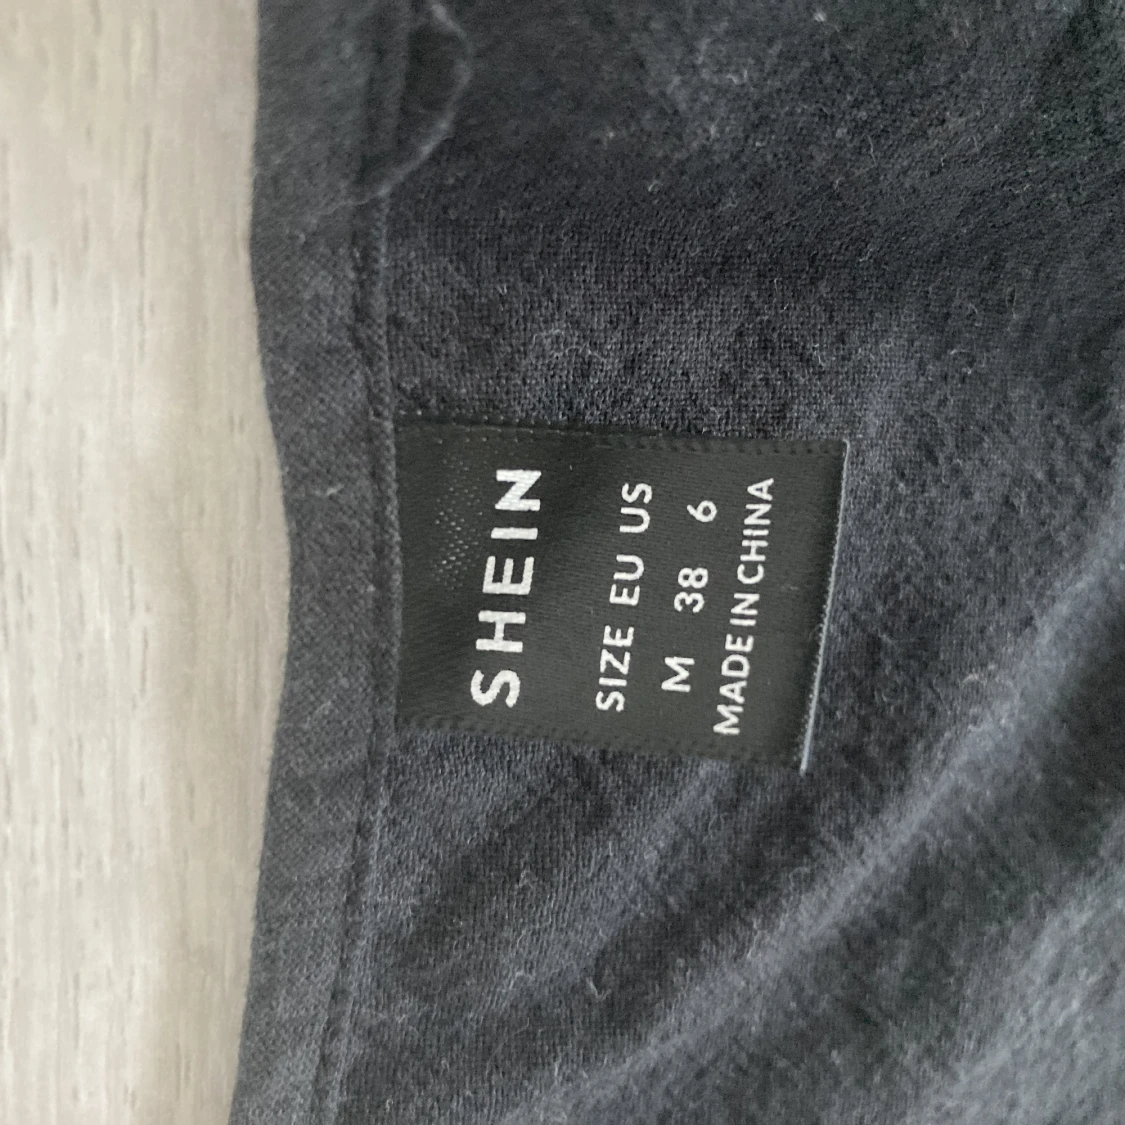 SHEIN
SIZE EU US
M 38 6
MADE IN CHINA